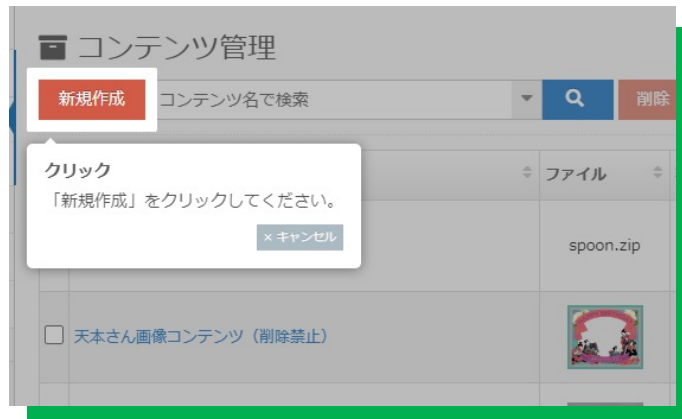 コンテンツ管理
新規作成
コンテンツ名で検索
削除
クリック
「新規作成」をクリックしてください。
× キャンセル
ファイル
spoon.zip
天本さん画像コンテンツ（削除禁止）